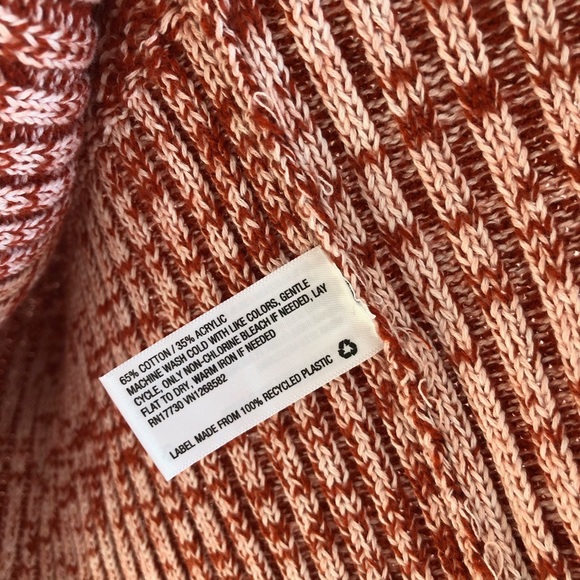 65% COTTON / 35% ACRYLIC
MACHINE WASH COLD WITH LIKE COLORS, GENTLE
CYCLE, ONLY NON-CHLORINE BLEACH IF NEEDED, LAY
FLAT TO DRY, WARM IRON IF NEEDED
RN17730 VN1268582
LABEL MADE FROM 100% RECYCLED PLASTIC